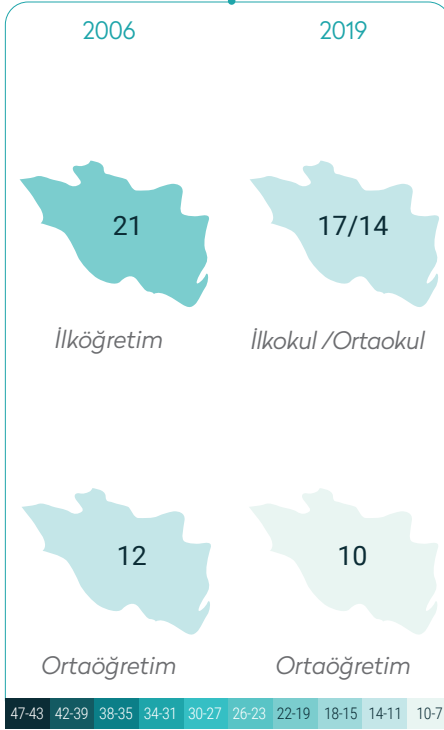 2006 2019
21 17/14
İlköğretim İlkokul /Ortaokul
12 10
Ortaöğretim Ortaöğretim
47-43 42-39 38-35 34-31 30-27 26-23 22-19 18-15 14-11 10-7